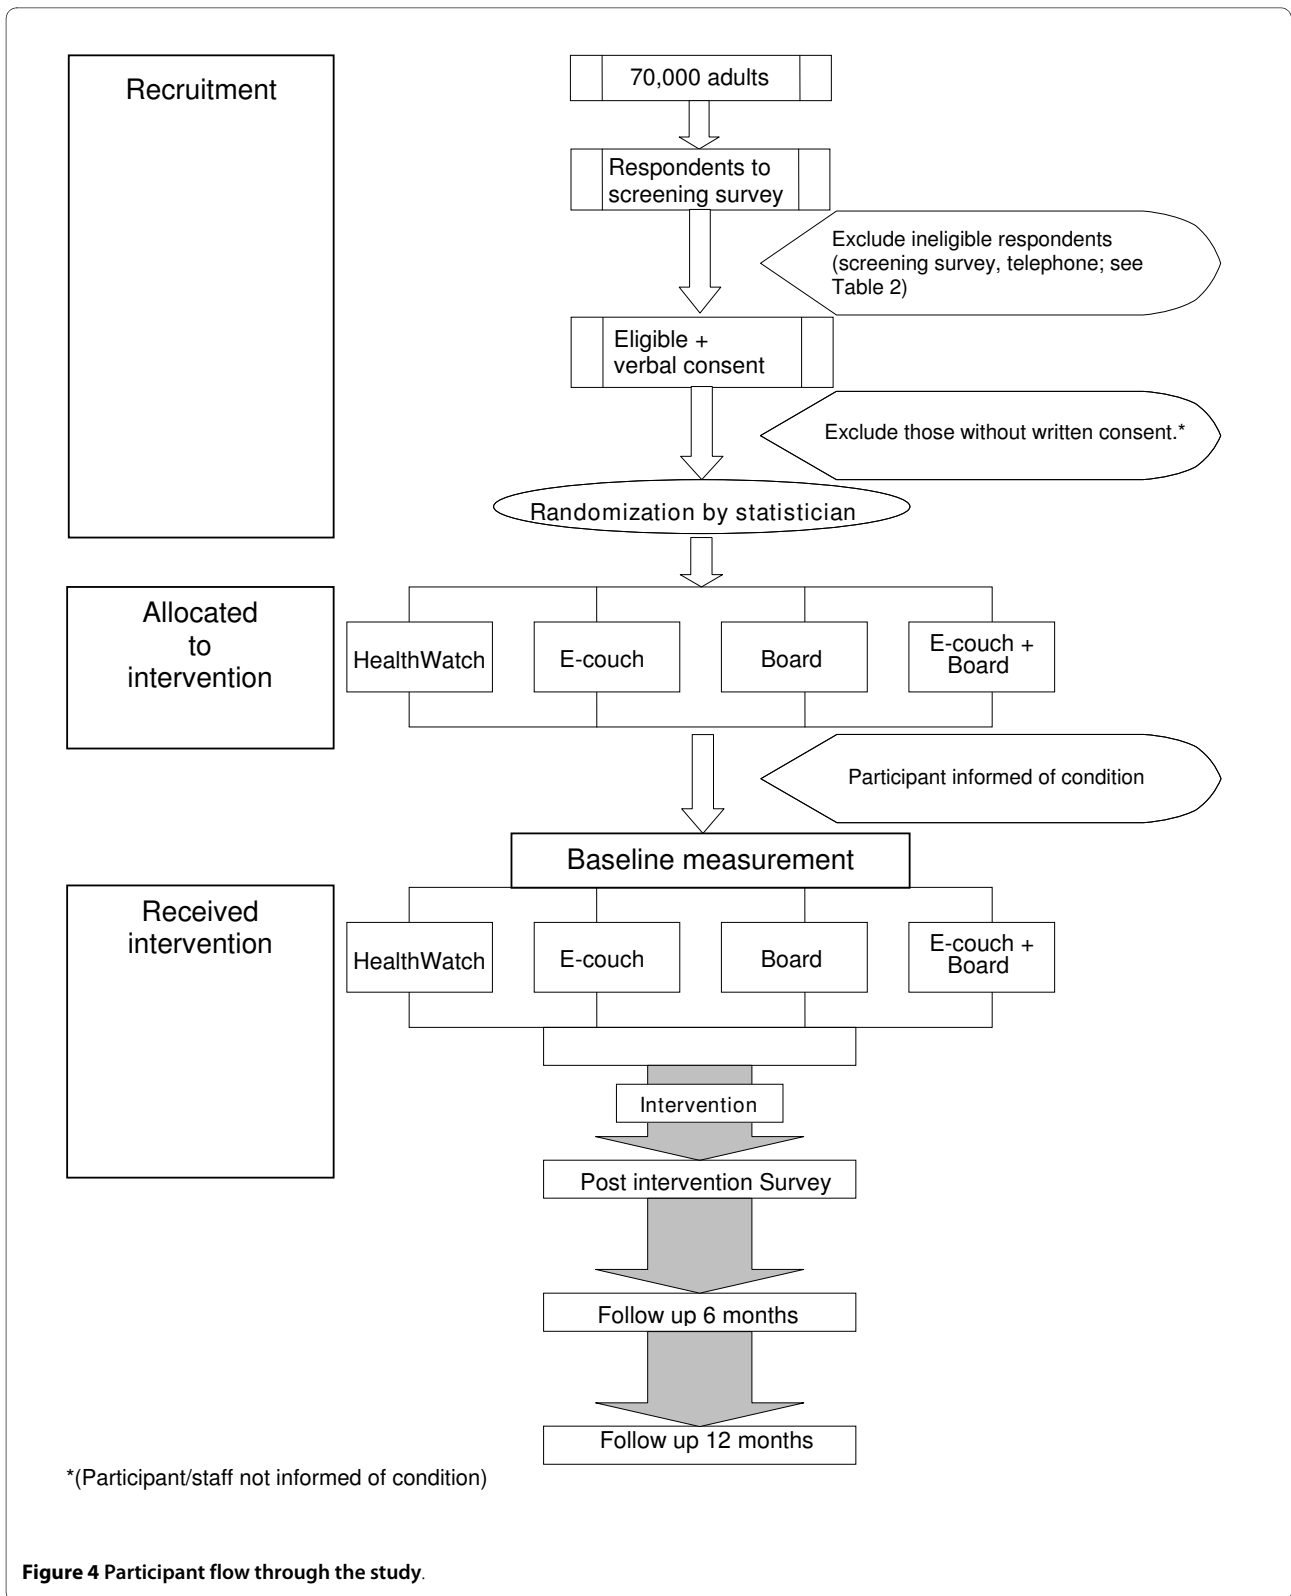 Recruitment
70,000 adults
Respondents to
screening survey
Exclude ineligible respondents
(screening survey, telephone; see
Table 2)
Eligible +
verbal consent
Exclude those without written consent.*
Randomization by statistician
Allocated
to
intervention
HealthWatch
E-couch
Board
E-couch +
Board
Participant informed of condition
Baseline measurement
Received
intervention
HealthWatch
E-couch
Board
E-couch +
Board
Intervention
Post intervention Survey
Follow up 6 months
Follow up 12 months
*(Participant/staff not informed of condition)
Figure 4 Participant flow through the study.